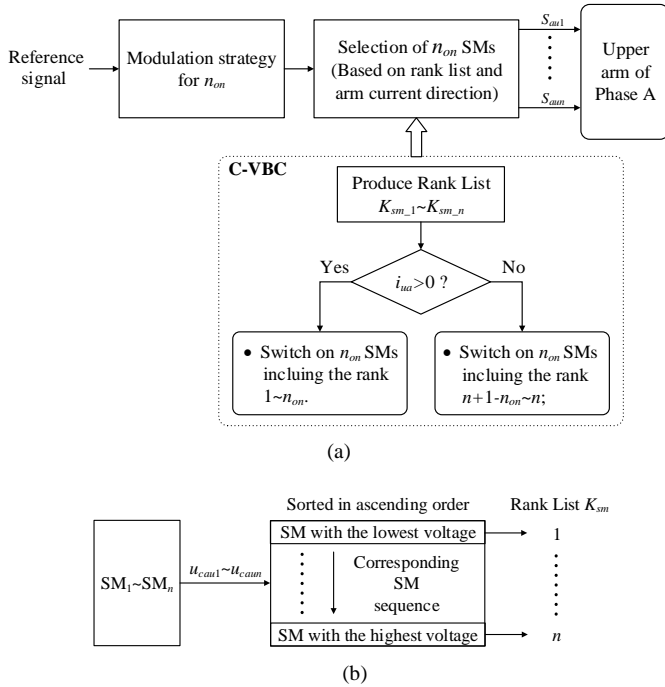 Reference
signal
Modulation strategy
for n_on
Selection of n_on SMs
(Based on rank list and
arm current direction)
S_au1
S_aun
Upper
arm of
Phase A
C-VBC
Produce Rank List
K_sm_1~K_sm_n
Yes
i_ua>0 ?
No
• Switch on n_on SMs
incluing the rank
1~n_on.
• Switch on n_on SMs
incluing the rank
n+1-n_on~n;
(a)
Sorted in ascending order
Rank List K_sm
SM_1~SM_n
u_cau1~u_caun
SM with the lowest voltage
1
Corresponding
SM
sequence
SM with the highest voltage
n
(b)